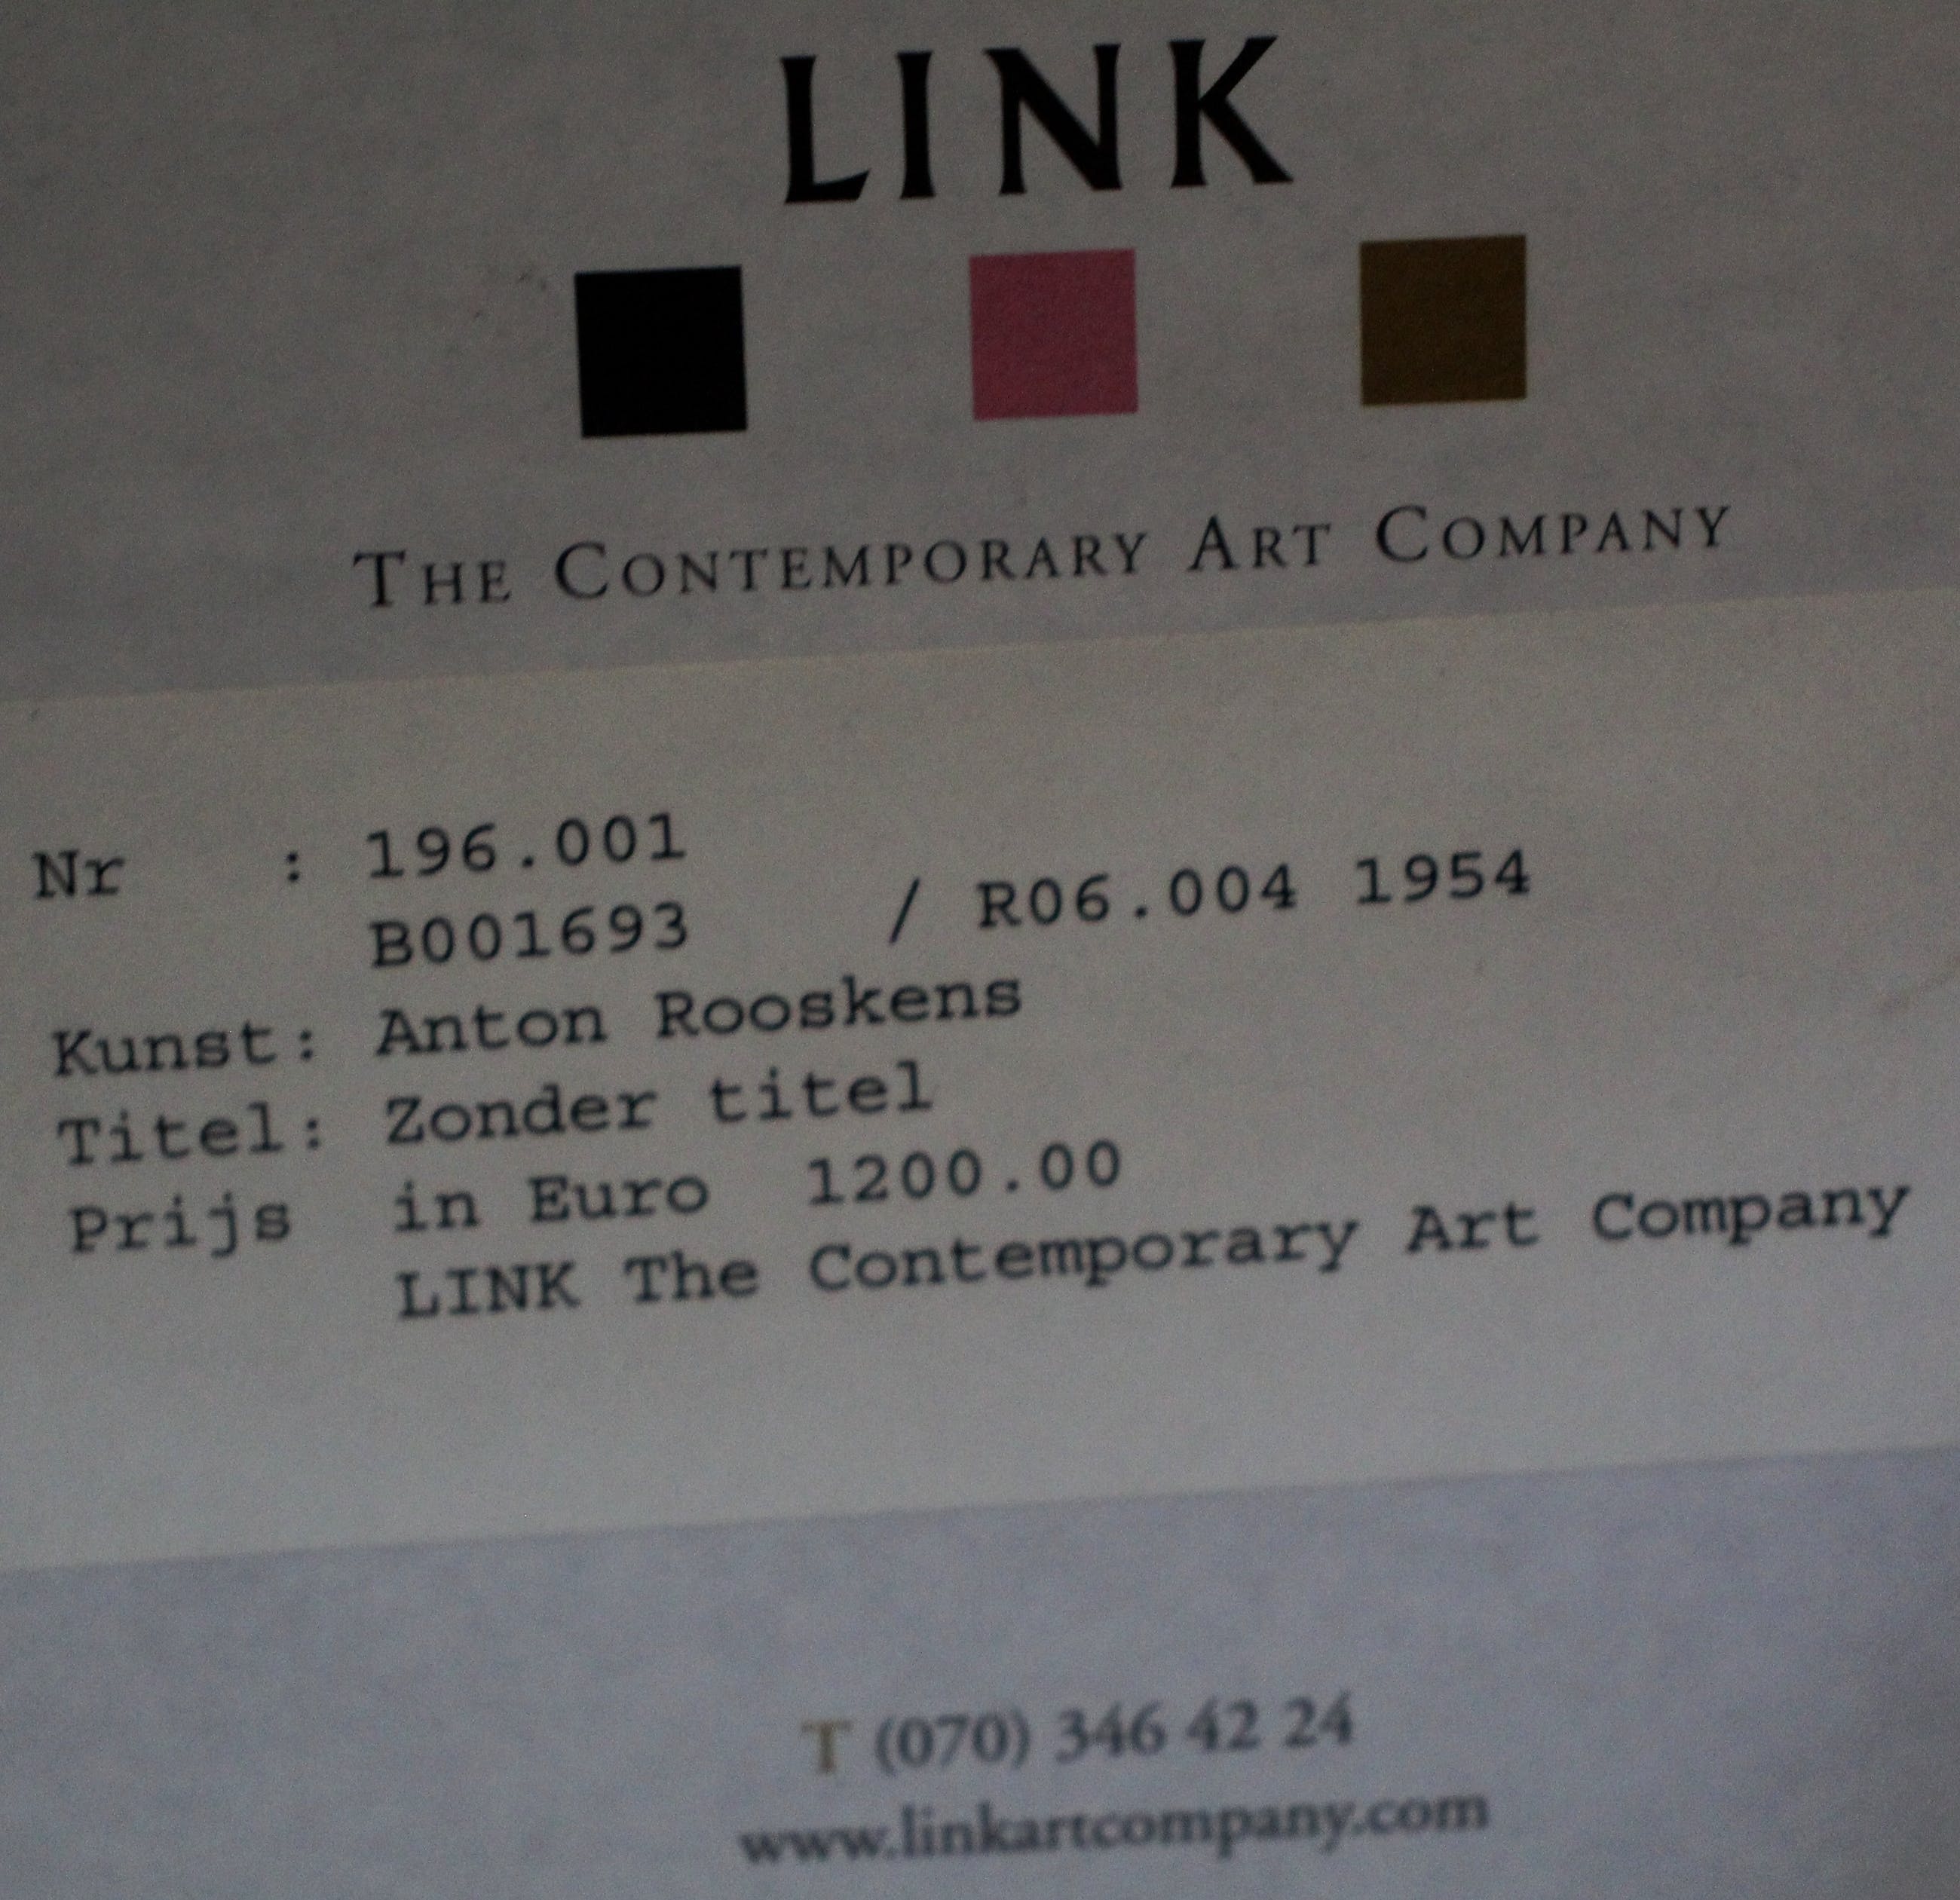 LINK
THE CONTEMPORARY ART COMPANY
Nr : 196.001
B001693 / R06.004 1954
Kunst: Anton Rooskens
Titel: Zonder titel
Prijs in Euro 1200.00
LINK The Contemporary Art Company
T (070) 346 42 24
www.linkartcompany.com